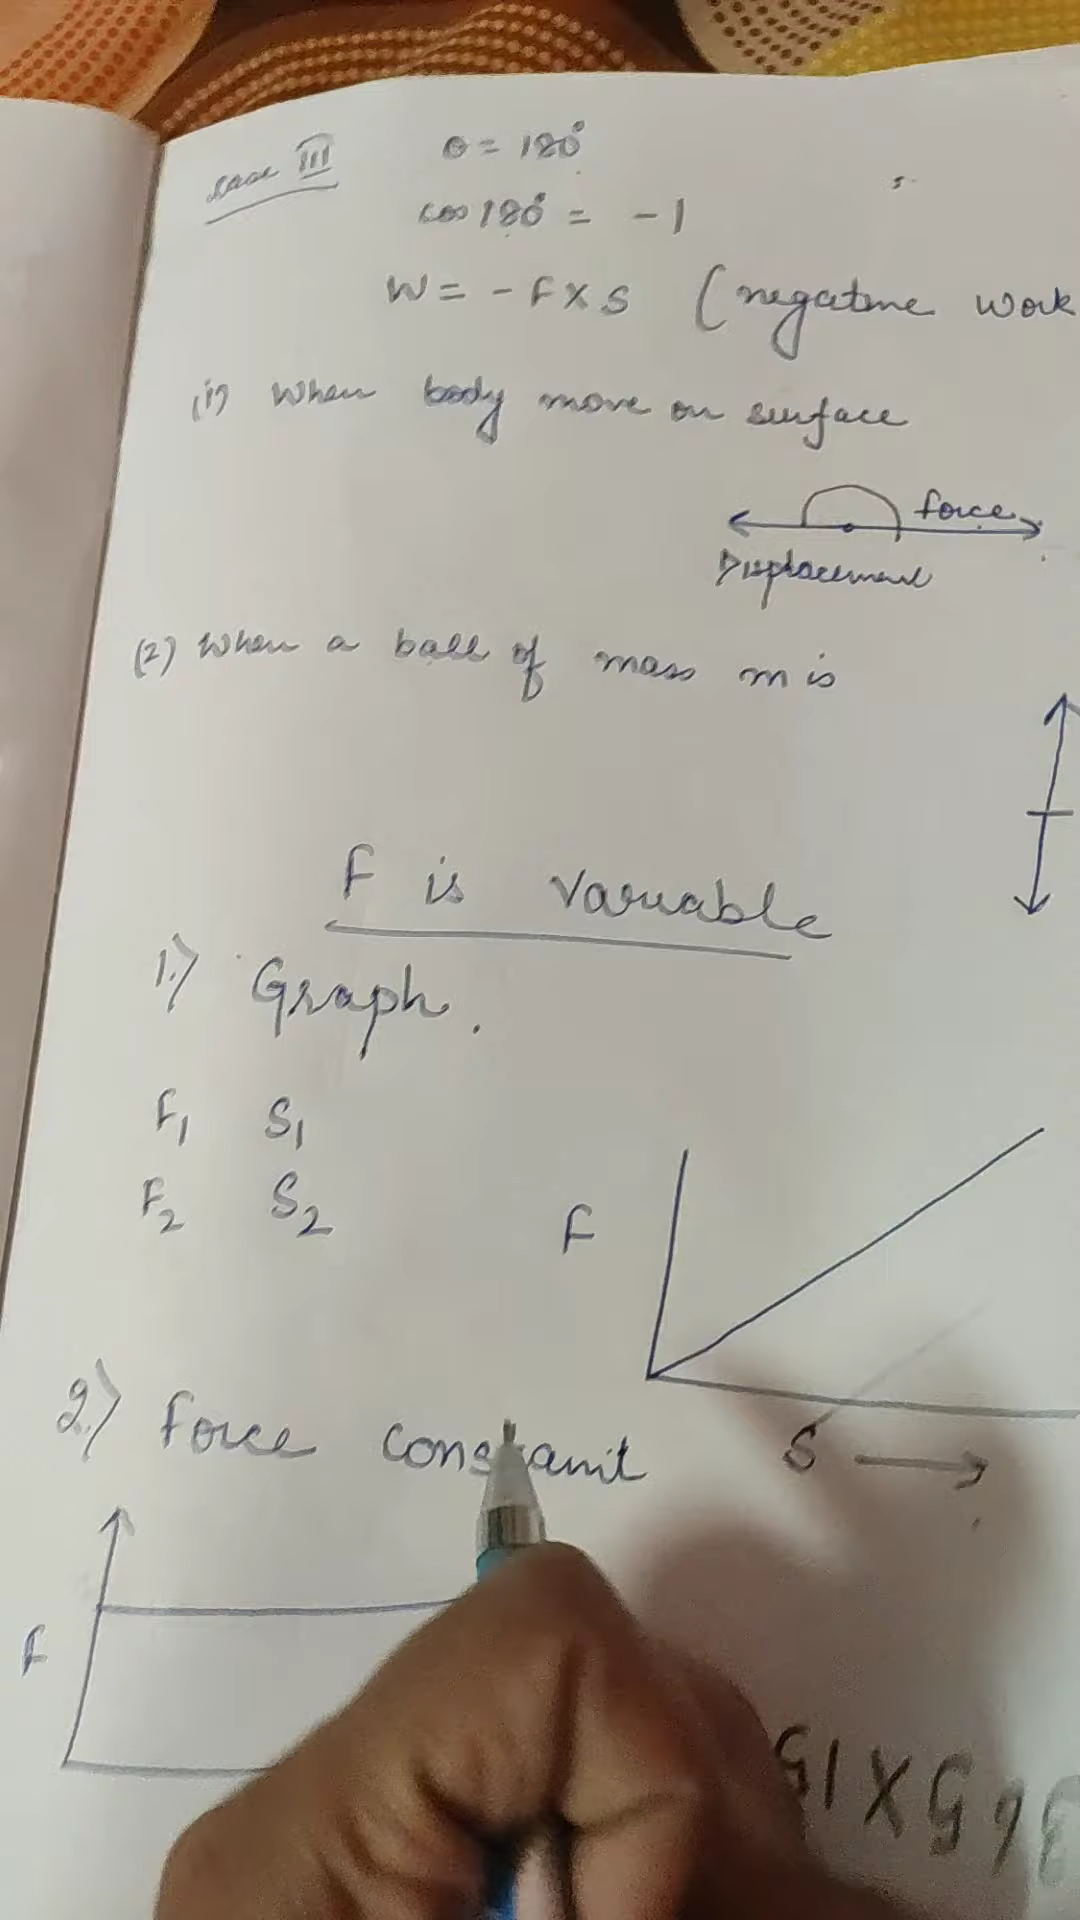 case III
θ = 180°
cos 180° = -1
W = - F × S (negative work
(i) When body move on surface
force
Displacement
(2) When a ball of mass m is
F is Variable
1.) Graph.
F₁ S₁
F₂ S₂
F
S
2.) Force constant
F